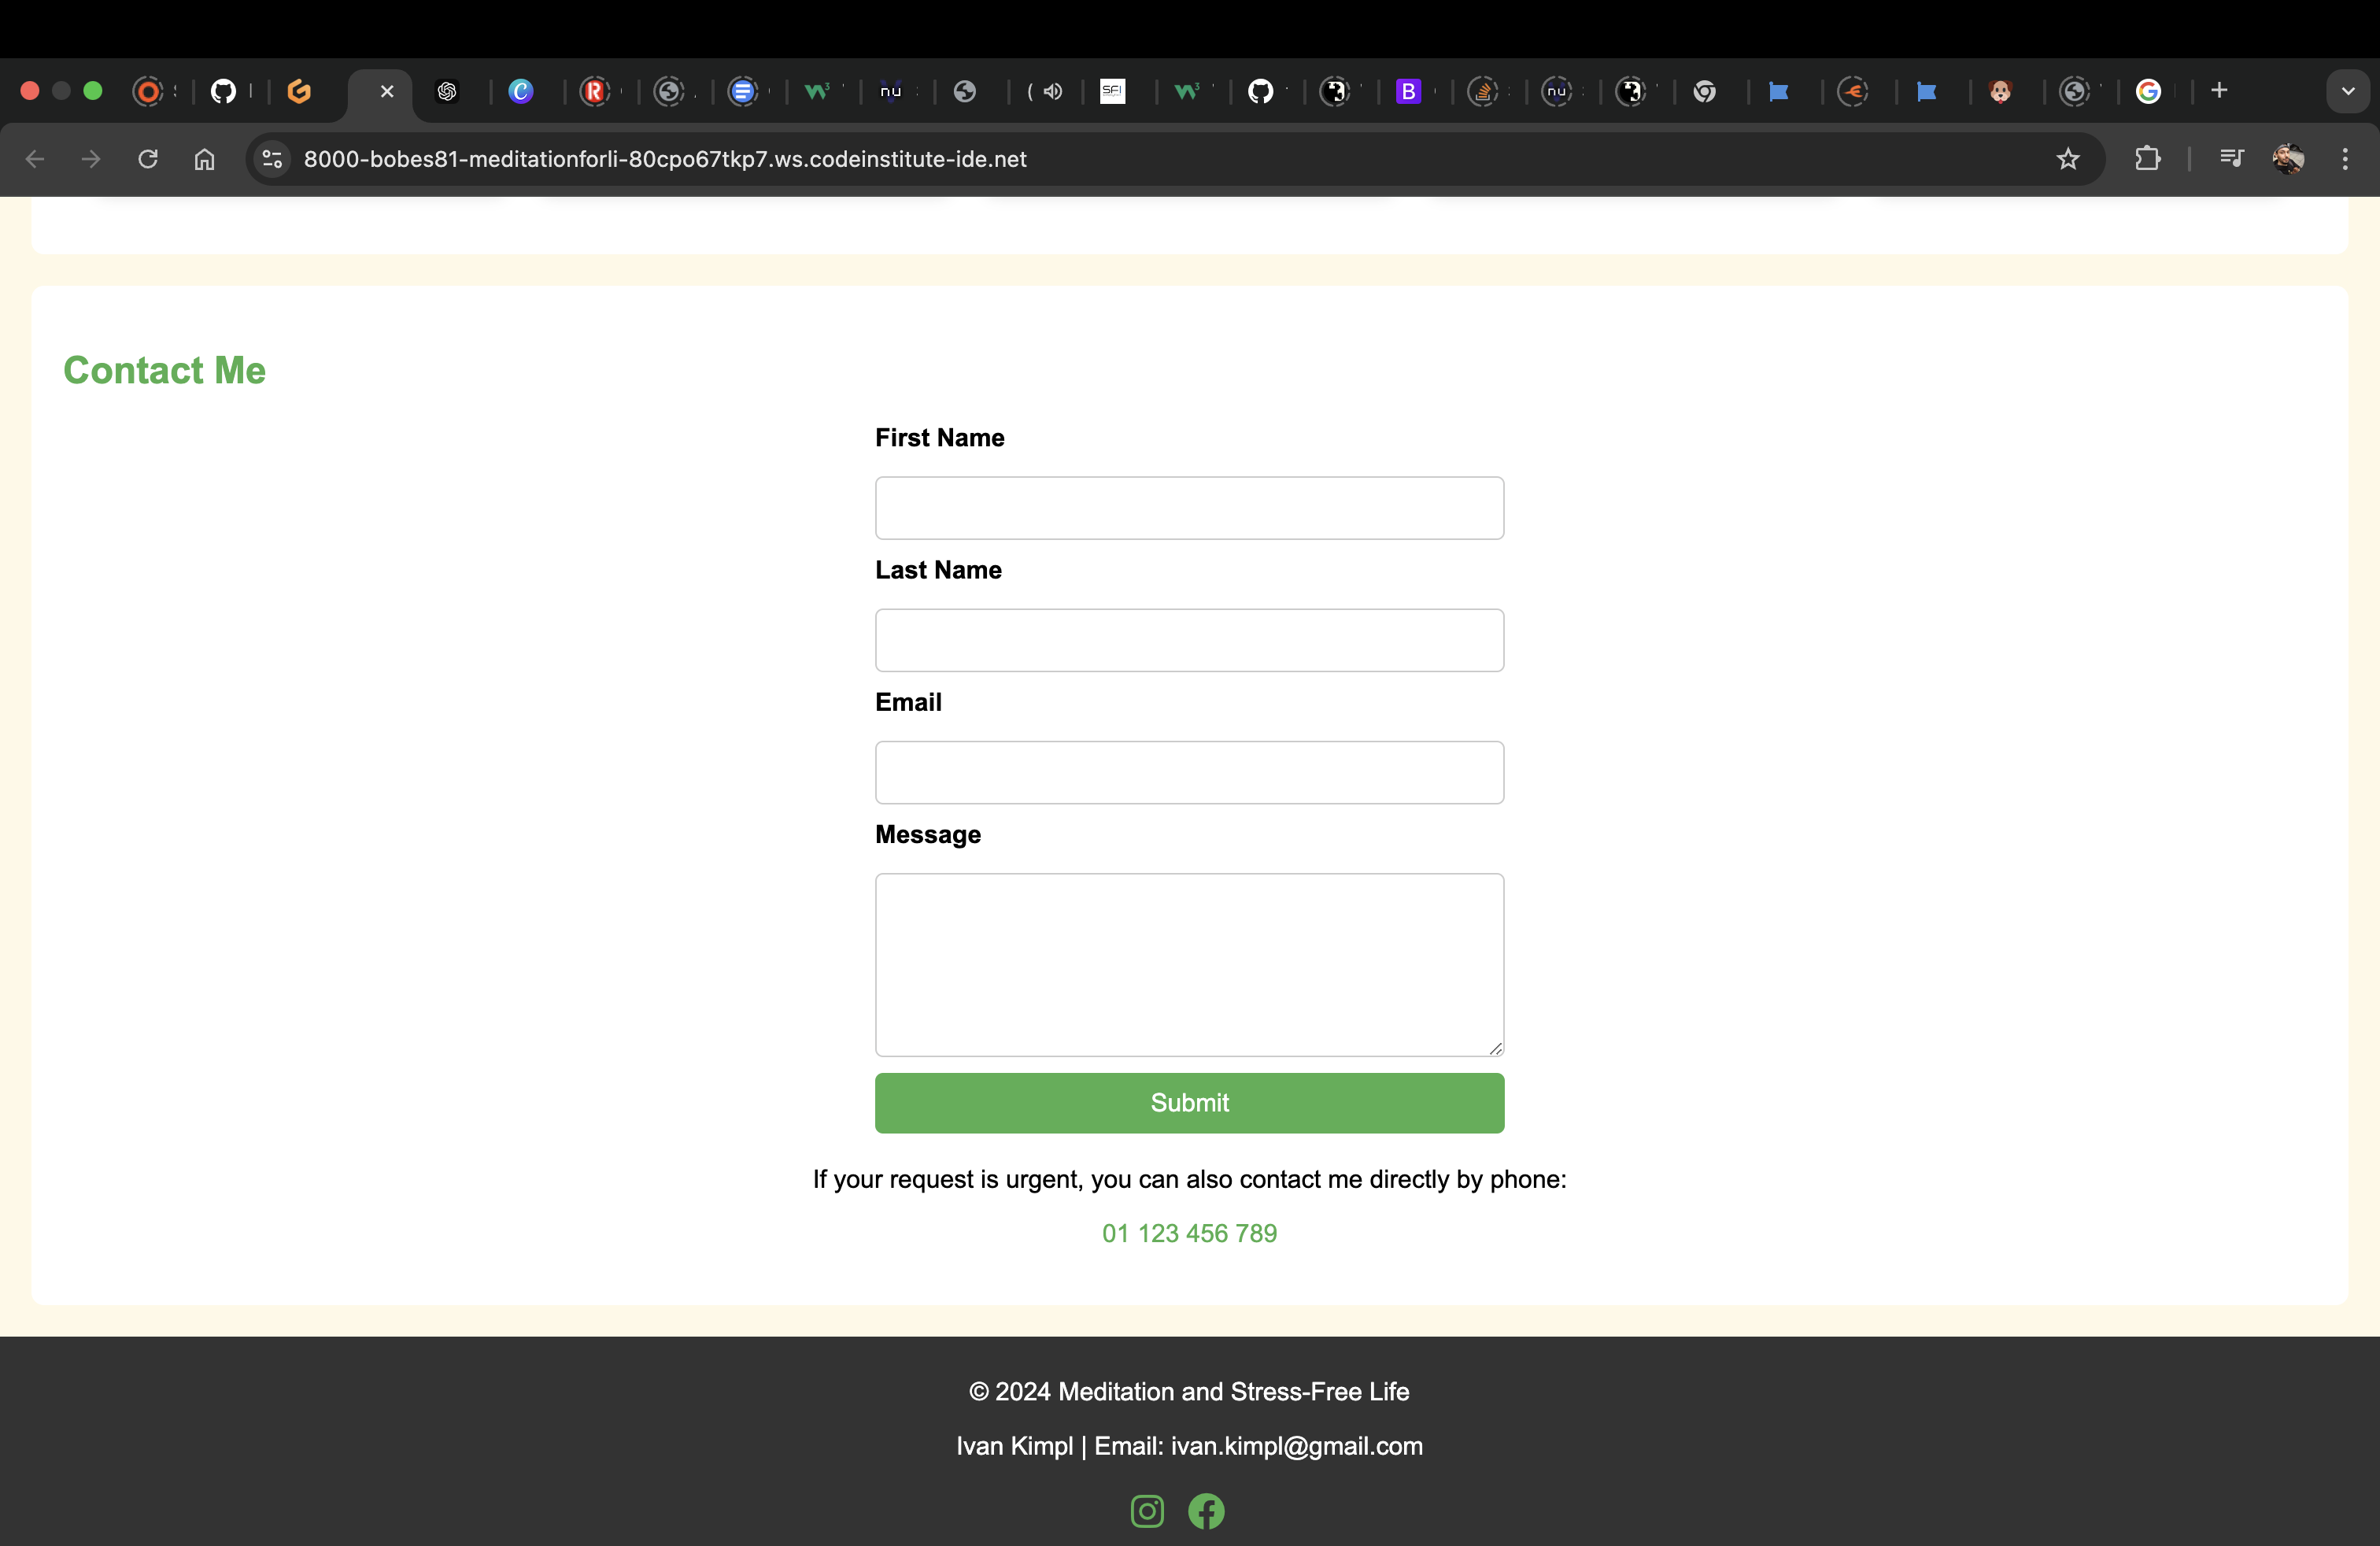 8000-bobes81-meditationforli-80cpo67tkp7.ws.codeinstitute-ide.net
Contact Me
First Name
Last Name
Email
Message
Submit
If your request is urgent, you can also contact me directly by phone:
01 123 456 789
© 2024 Meditation and Stress-Free Life
Ivan Kimpl | Email: ivan.kimpl@gmail.com